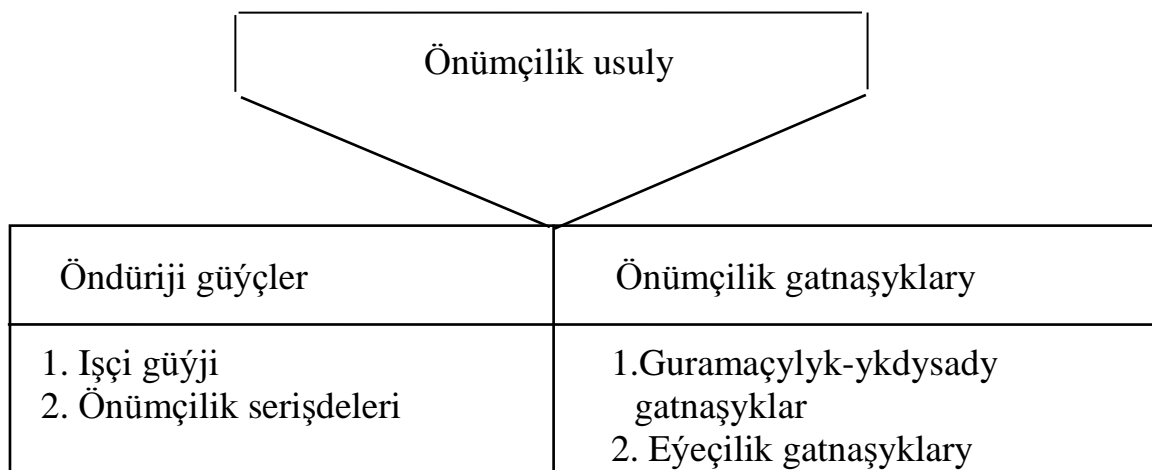 Önümçilik usuly
Öndüriji güýçler
Önümçilik gatnaşyklary
1. Işçi güýji
2. Önümçilik serişdeleri
1.Guramaçylyk-ykdysady
gatnaşyklar
2. Eýeçilik gatnaşyklary